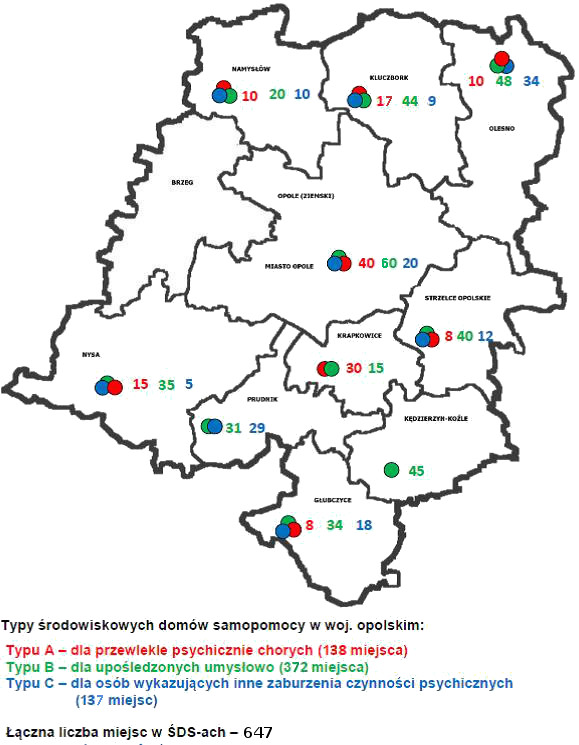 NAMYSŁÓW
10 20 10
KLUCZBORK
17 44 9
10 48 34
OLESNO
BRZEG
OPOLE (ZIEMSKI)
MIASTO OPOLE
40 60 20
STRZELCE OPOLSKIE
8 40 12
KRAPKOWICE
30 15
NYSA
15 35 5
PRUDNIK
31 29
KĘDZIERZYN-KOŹLE
45
GŁUBCZYCE
8 34 18
Typy środowiskowych domów samopomocy w woj. opolskim:
Typu A – dla przewlekle psychicznie chorych (138 miejsca)
Typu B – dla upośledzonych umysłowo (372 miejsca)
Typu C – dla osób wykazujących inne zaburzenia czynności psychicznych
(137 miejsc)
Łączna liczba miejsc w ŚDS-ach – 647